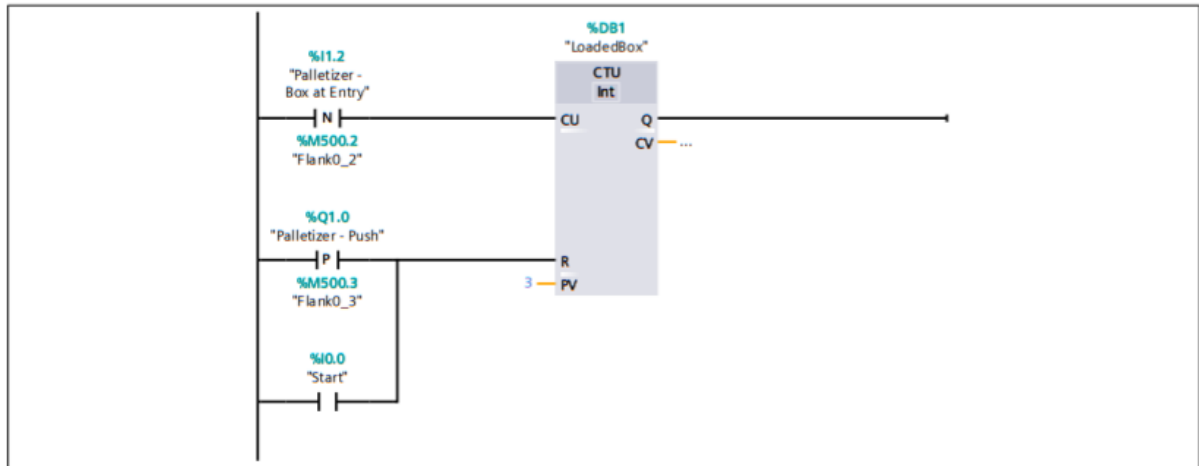 %DB1
"LoadedBox"
%I1.2
"Palletizer -
Box at Entry"
CTU
Int
N
CU
Q
%M500.2
"Flank0_2"
CV
...
%Q1.0
"Palletizer - Push"
P
R
%M500.3
"Flank0_3"
3
PV
%I0.0
"Start"